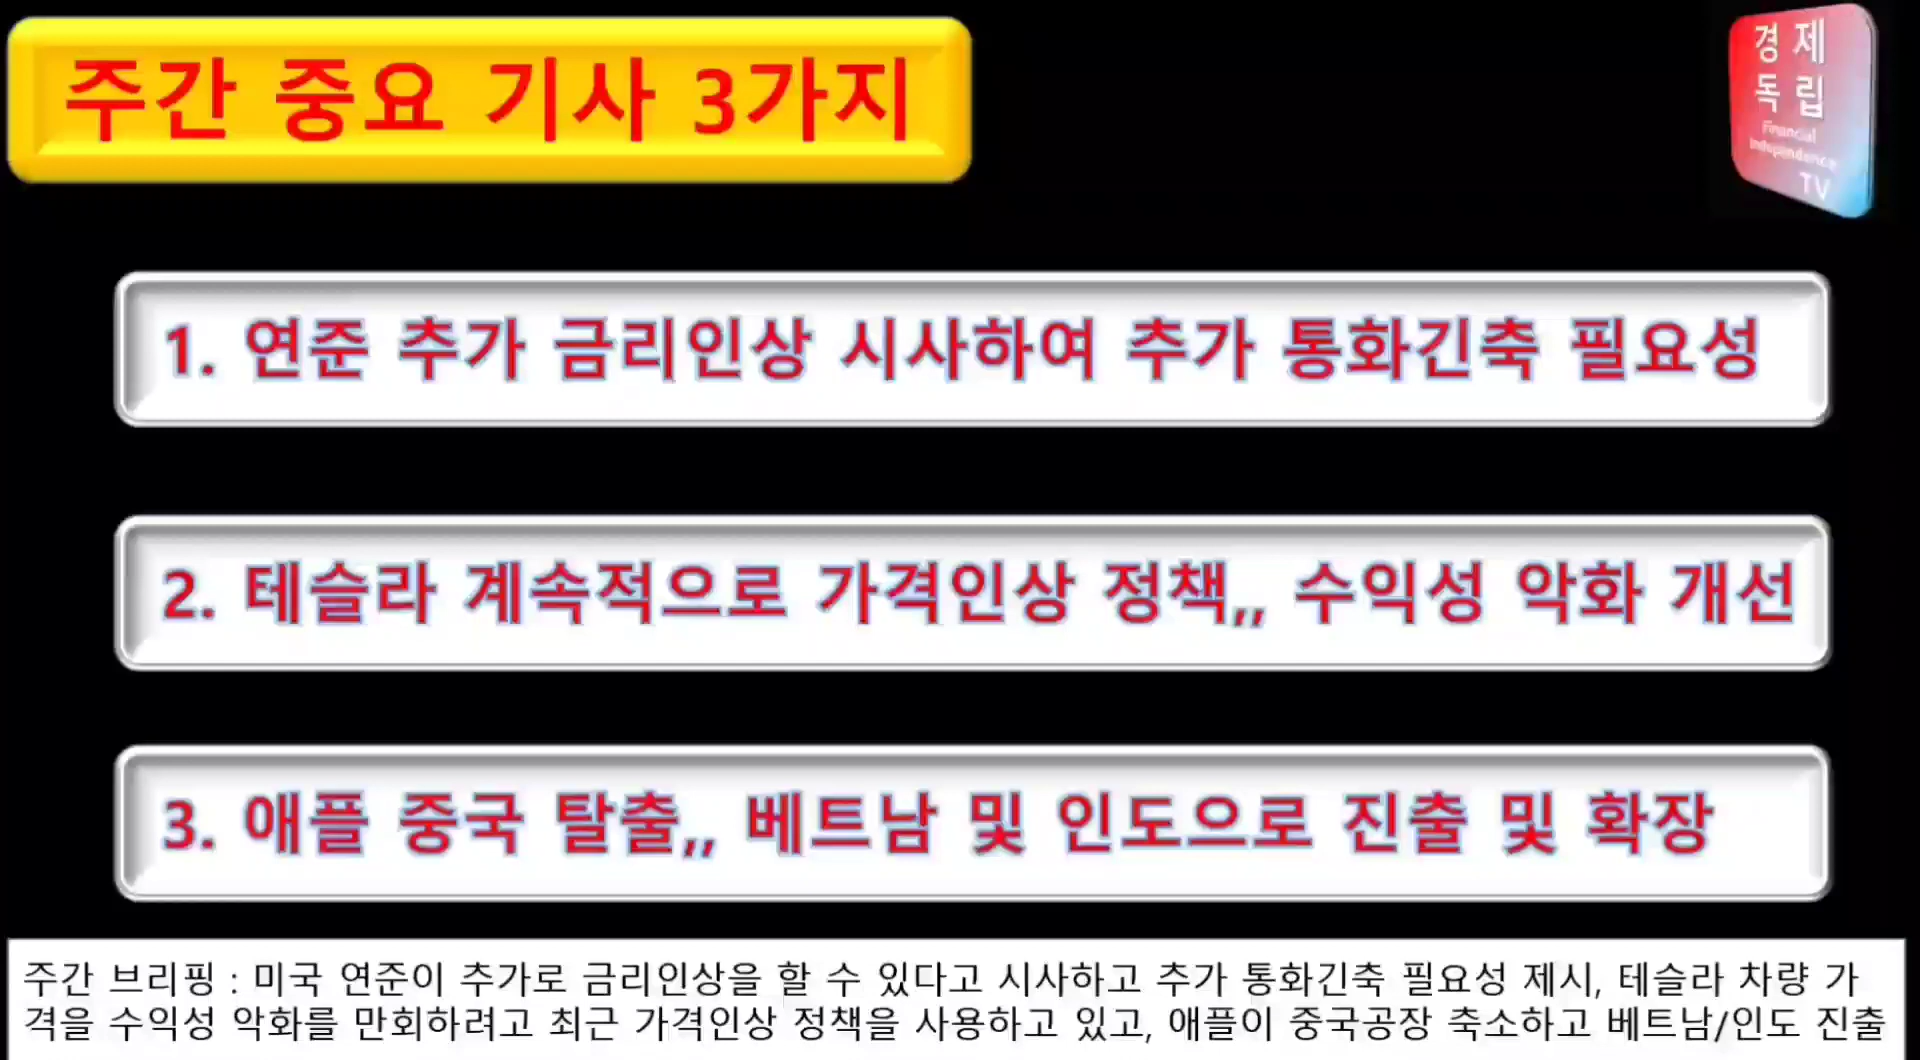 주간 중요 기사 3가지
경제
독립
Financial
Independence
TV
1. 연준 추가 금리인상 시사하여 추가 통화긴축 필요성
2. 테슬라 계속적으로 가격인상 정책,, 수익성 악화 개선
3. 애플 중국 탈출,, 베트남 및 인도으로 진출 및 확장
주간 브리핑 : 미국 연준이 추가로 금리인상을 할 수 있다고 시사하고 추가 통화긴축 필요성 제시, 테슬라 차량 가
격을 수익성 악화를 만회하려고 최근 가격인상 정책을 사용하고 있고, 애플이 중국공장 축소하고 베트남/인도 진출